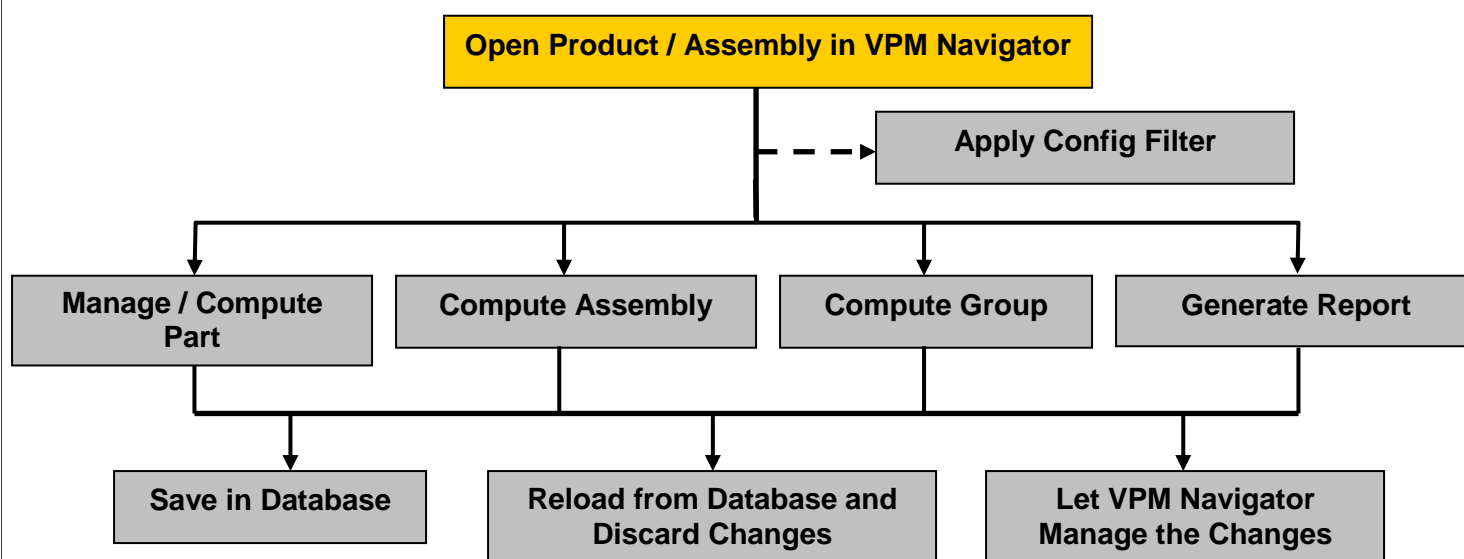 Open Product / Assembly in VPM Navigator
Apply Config Filter
Manage / Compute
Part
Compute Assembly
Compute Group
Generate Report
Save in Database
Reload from Database and
Discard Changes
Let VPM Navigator
Manage the Changes